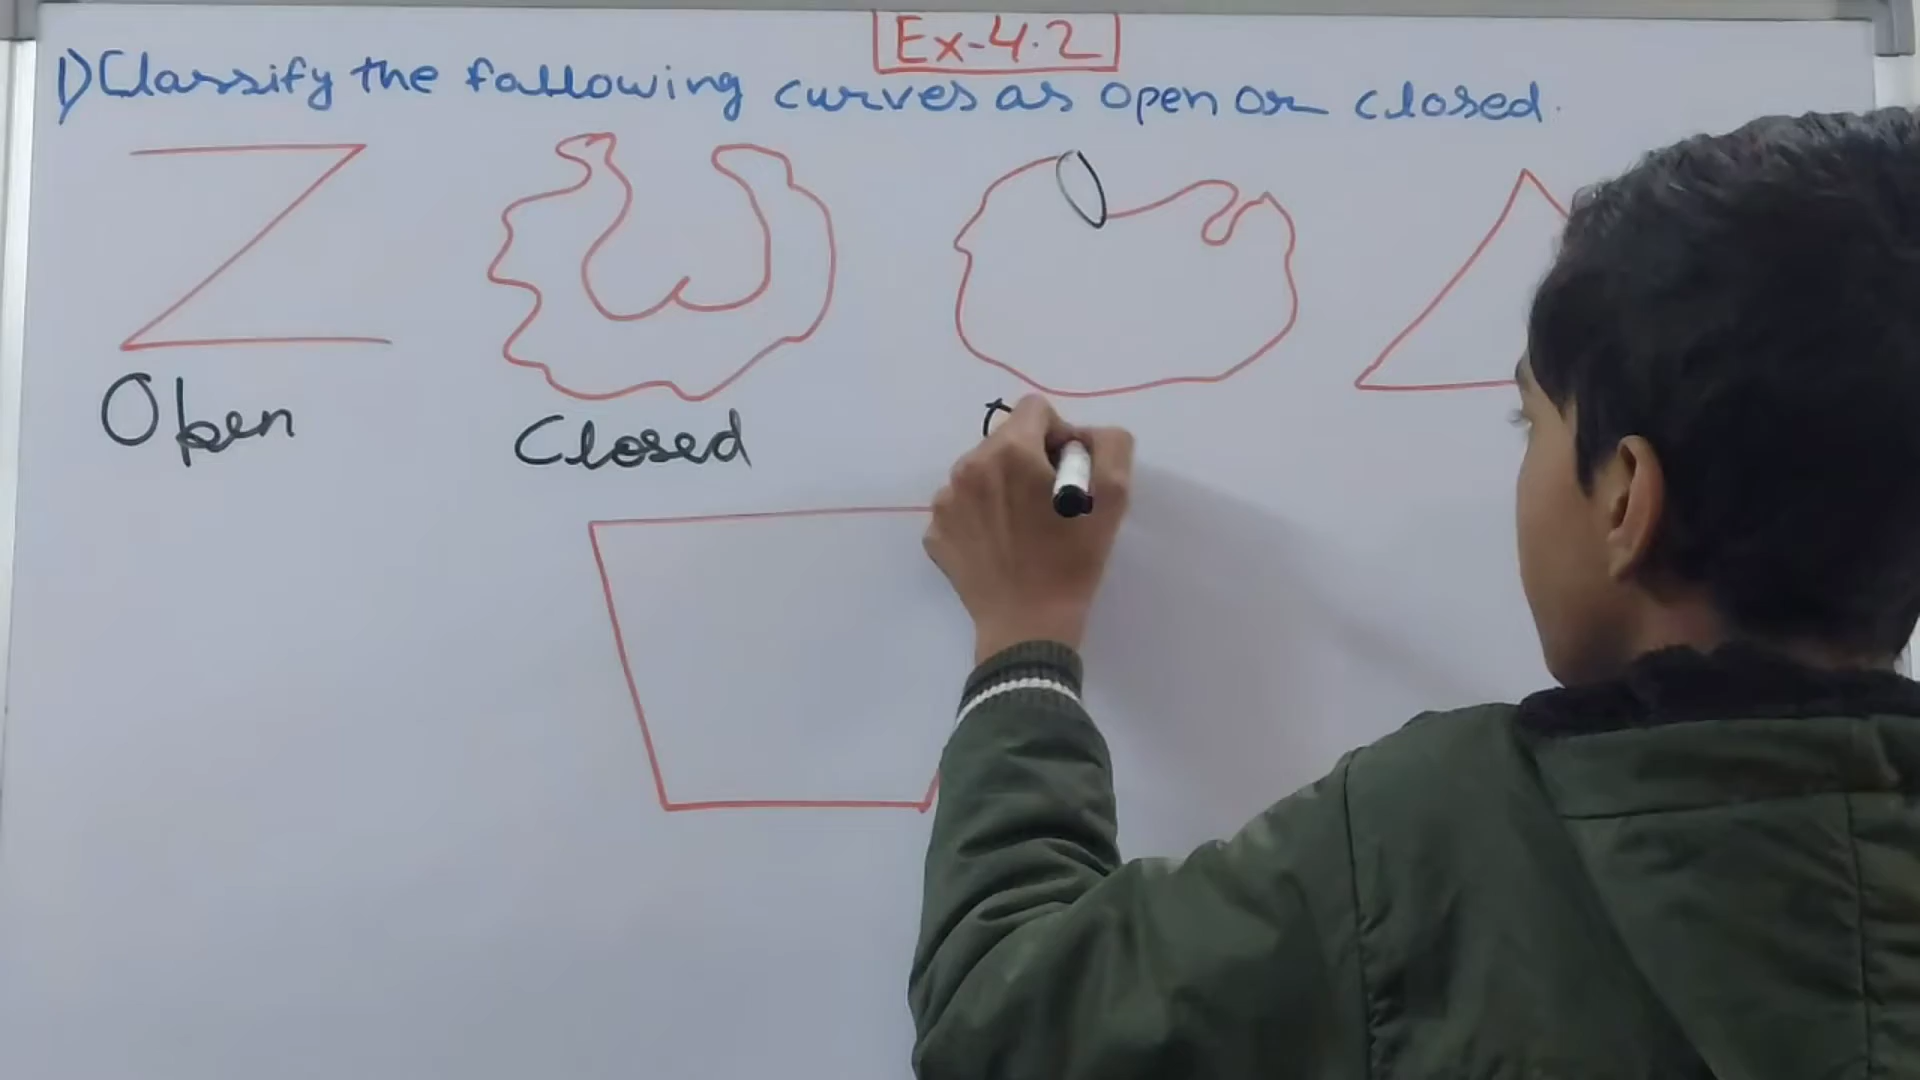 Ex-4.2
1) Classify the following curves as open or closed.
Open
Closed